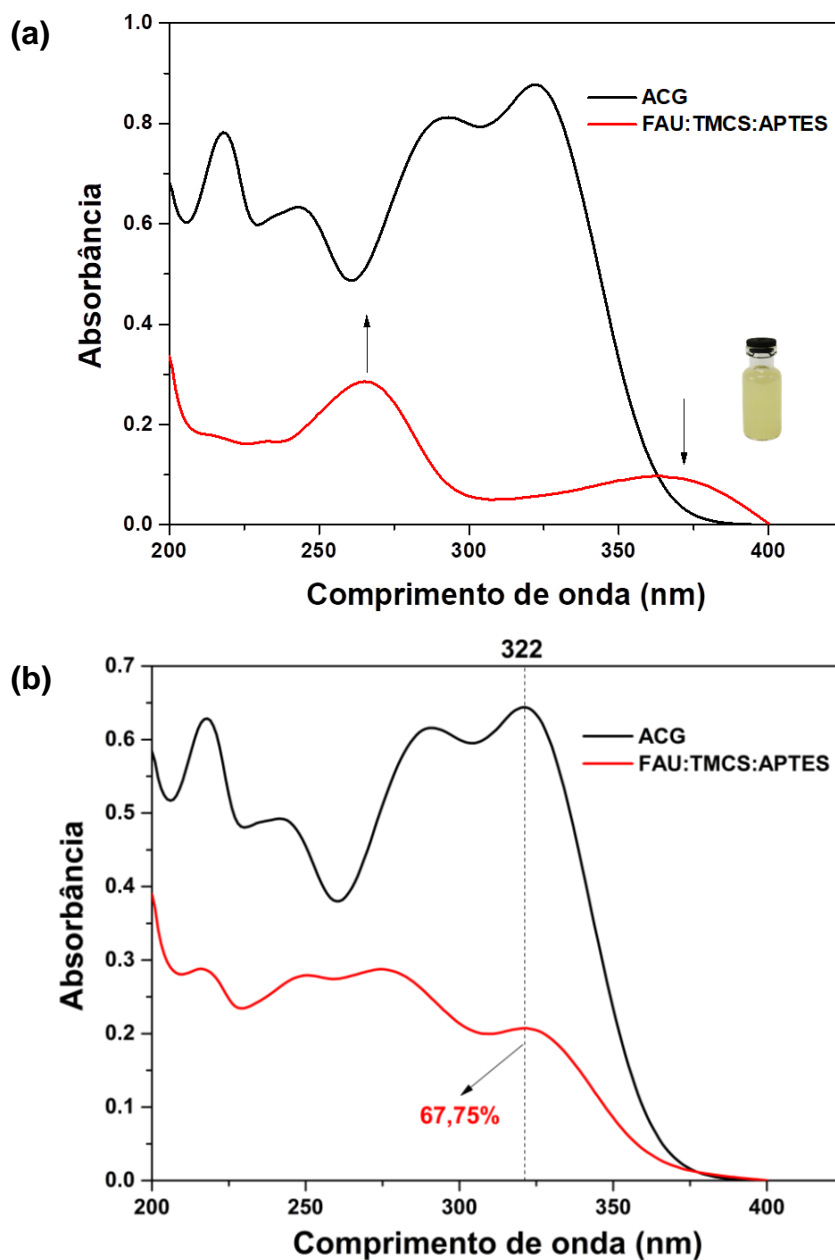 (a)
1.0
0.8
0.6
0.4
0.2
0.0
Absorbância
ACG
FAU:TMCS:APTES
200 250 300 350 400
Comprimento de onda (nm)
(b)
322
0.7
0.6
0.5
0.4
0.3
0.2
0.1
0.0
Absorbância
ACG
FAU:TMCS:APTES
67,75%
200 250 300 350 400
Comprimento de onda (nm)